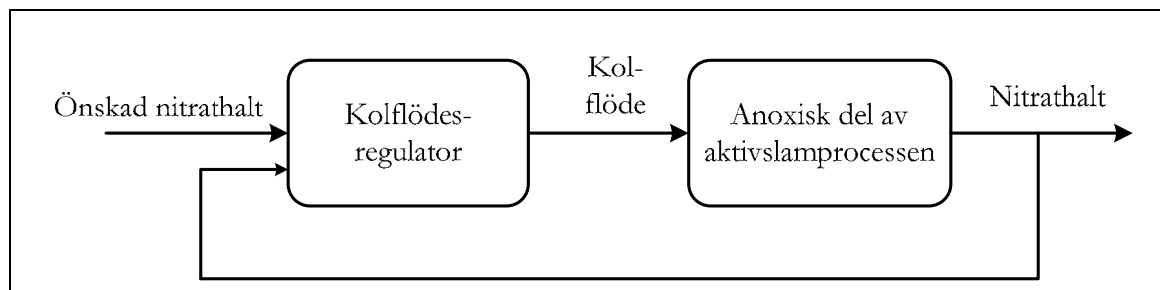 Önskad nitrathalt
Kolflödes-
regulator
Kol-
flöde
Anoxisk del av
aktivslamprocessen
Nitrathalt